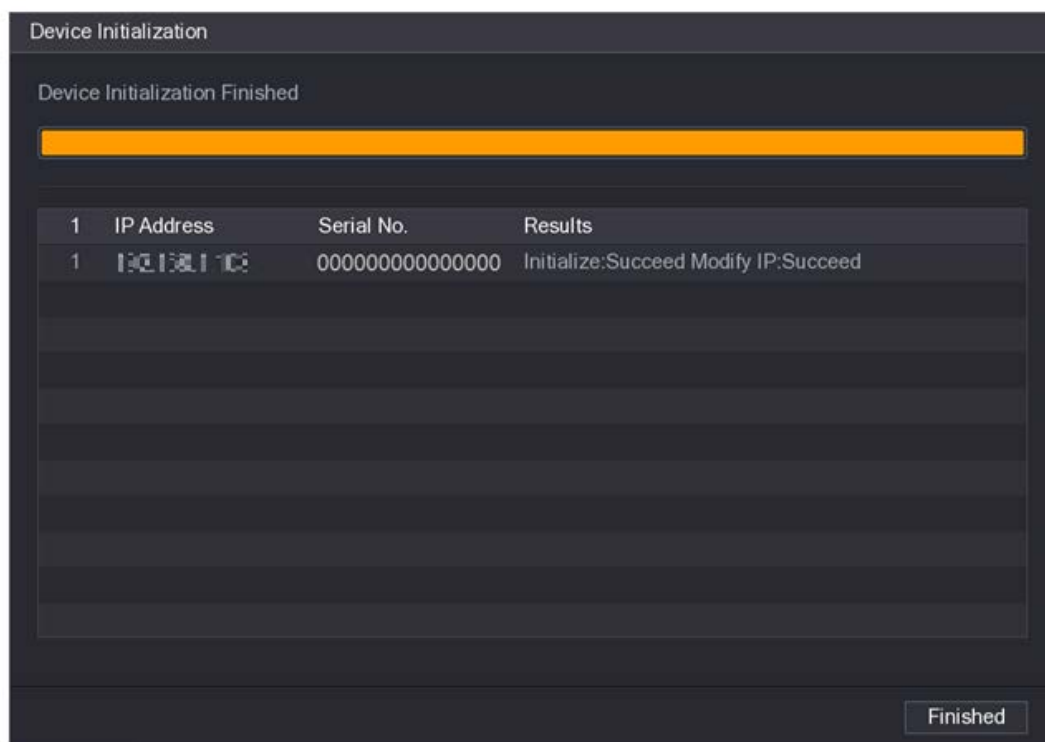 Device Initialization
Device Initialization Finished
1 IP Address Serial No. Results
1 000000000000000 Initialize:Succeed Modify IP:Succeed
Finished